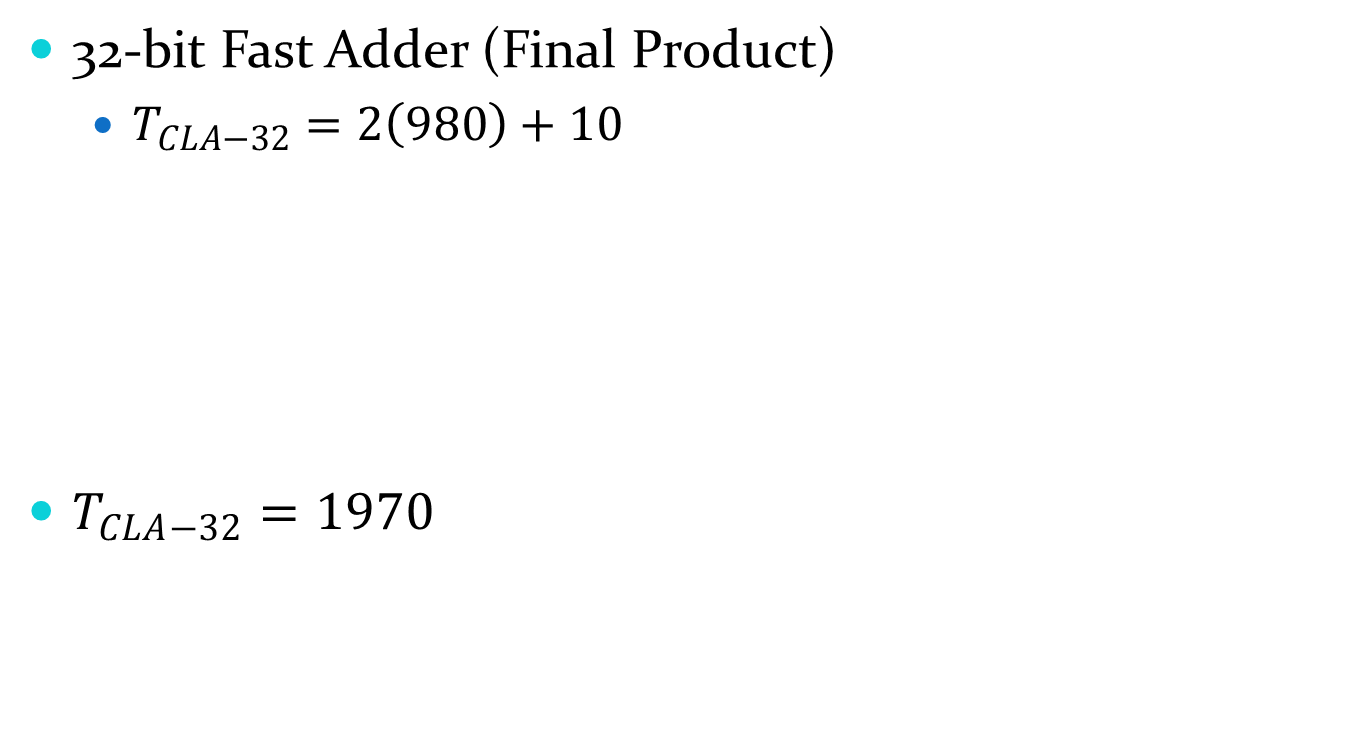 • 32-bit Fast Adder (Final Product)
• T_{CLA−32} = 2(980) + 10
• T_{CLA−32} = 1970